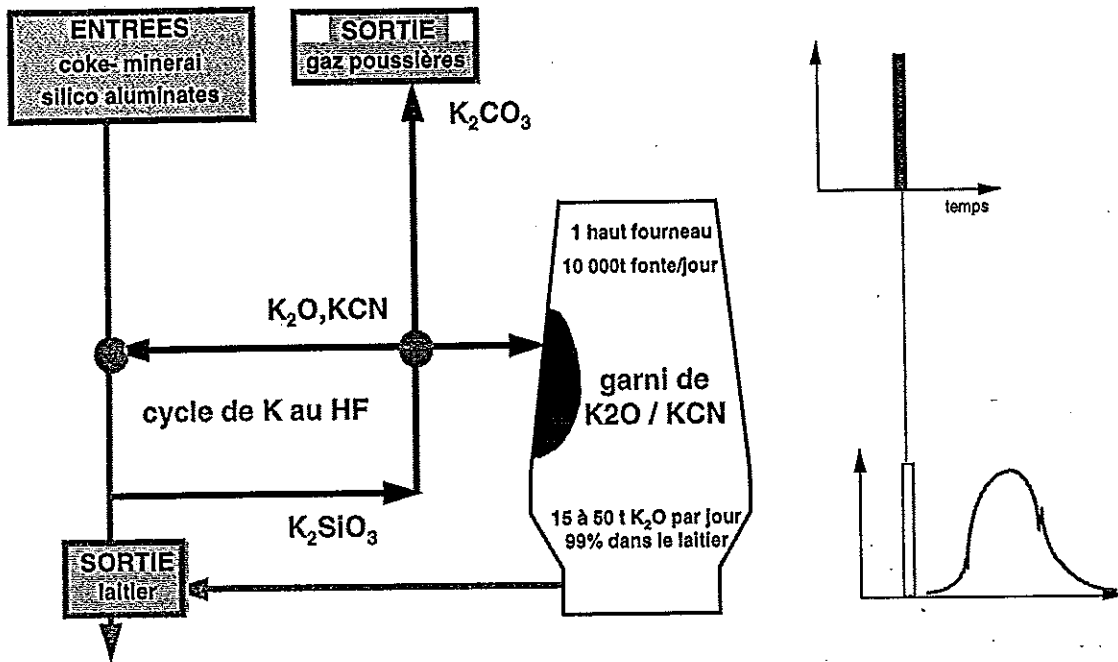 ENTREES
coke- minerai
silico aluminates
SORTIE
gaz poussières
K₂CO₃
temps
1 haut fourneau
10 000t fonte/jour
K₂O,KCN
garni de
K2O / KCN
cycle de K au HF
K₂SiO₃
15 à 50 t K₂O par jour
99% dans le laitier
SORTIE
laitier